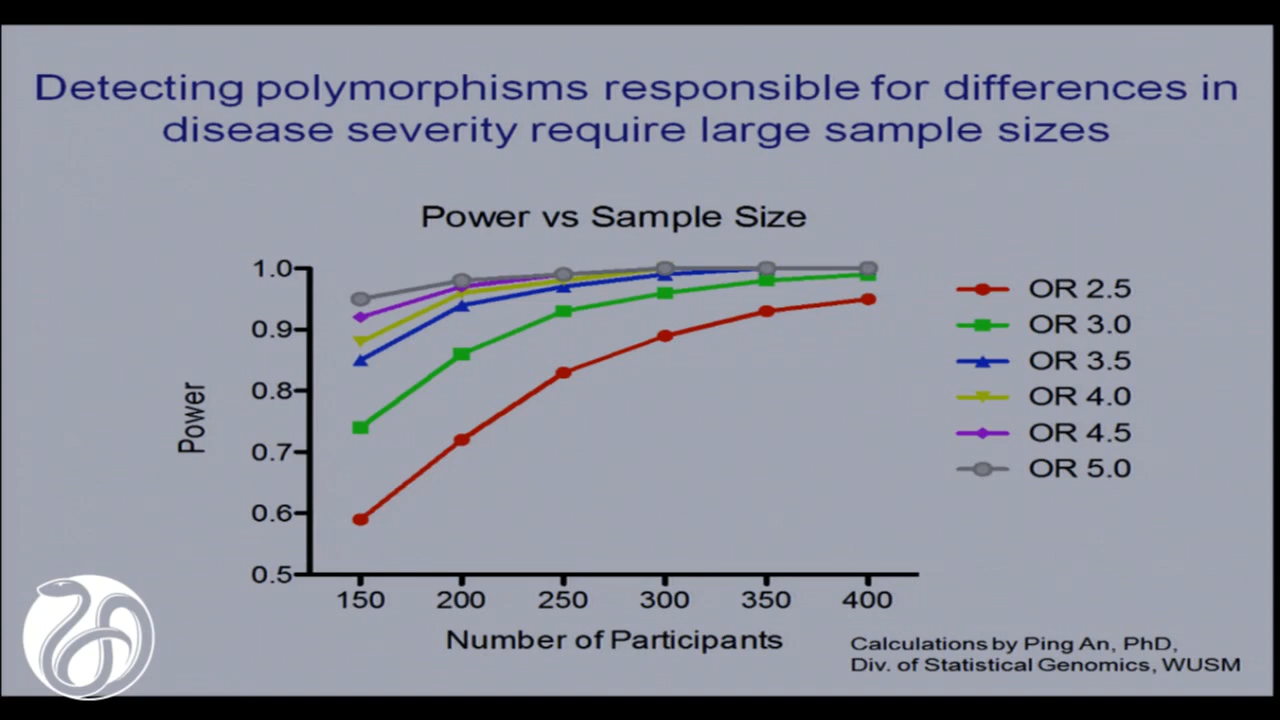 Detecting polymorphisms responsible for differences in
disease severity require large sample sizes
Power vs Sample Size
1.0
0.9
0.8
0.7
0.6
0.5
Power
150 200 250 300 350 400
Number of Participants
OR 2.5
OR 3.0
OR 3.5
OR 4.0
OR 4.5
OR 5.0
Calculations by Ping An, PhD,
Div. of Statistical Genomics, WUSM